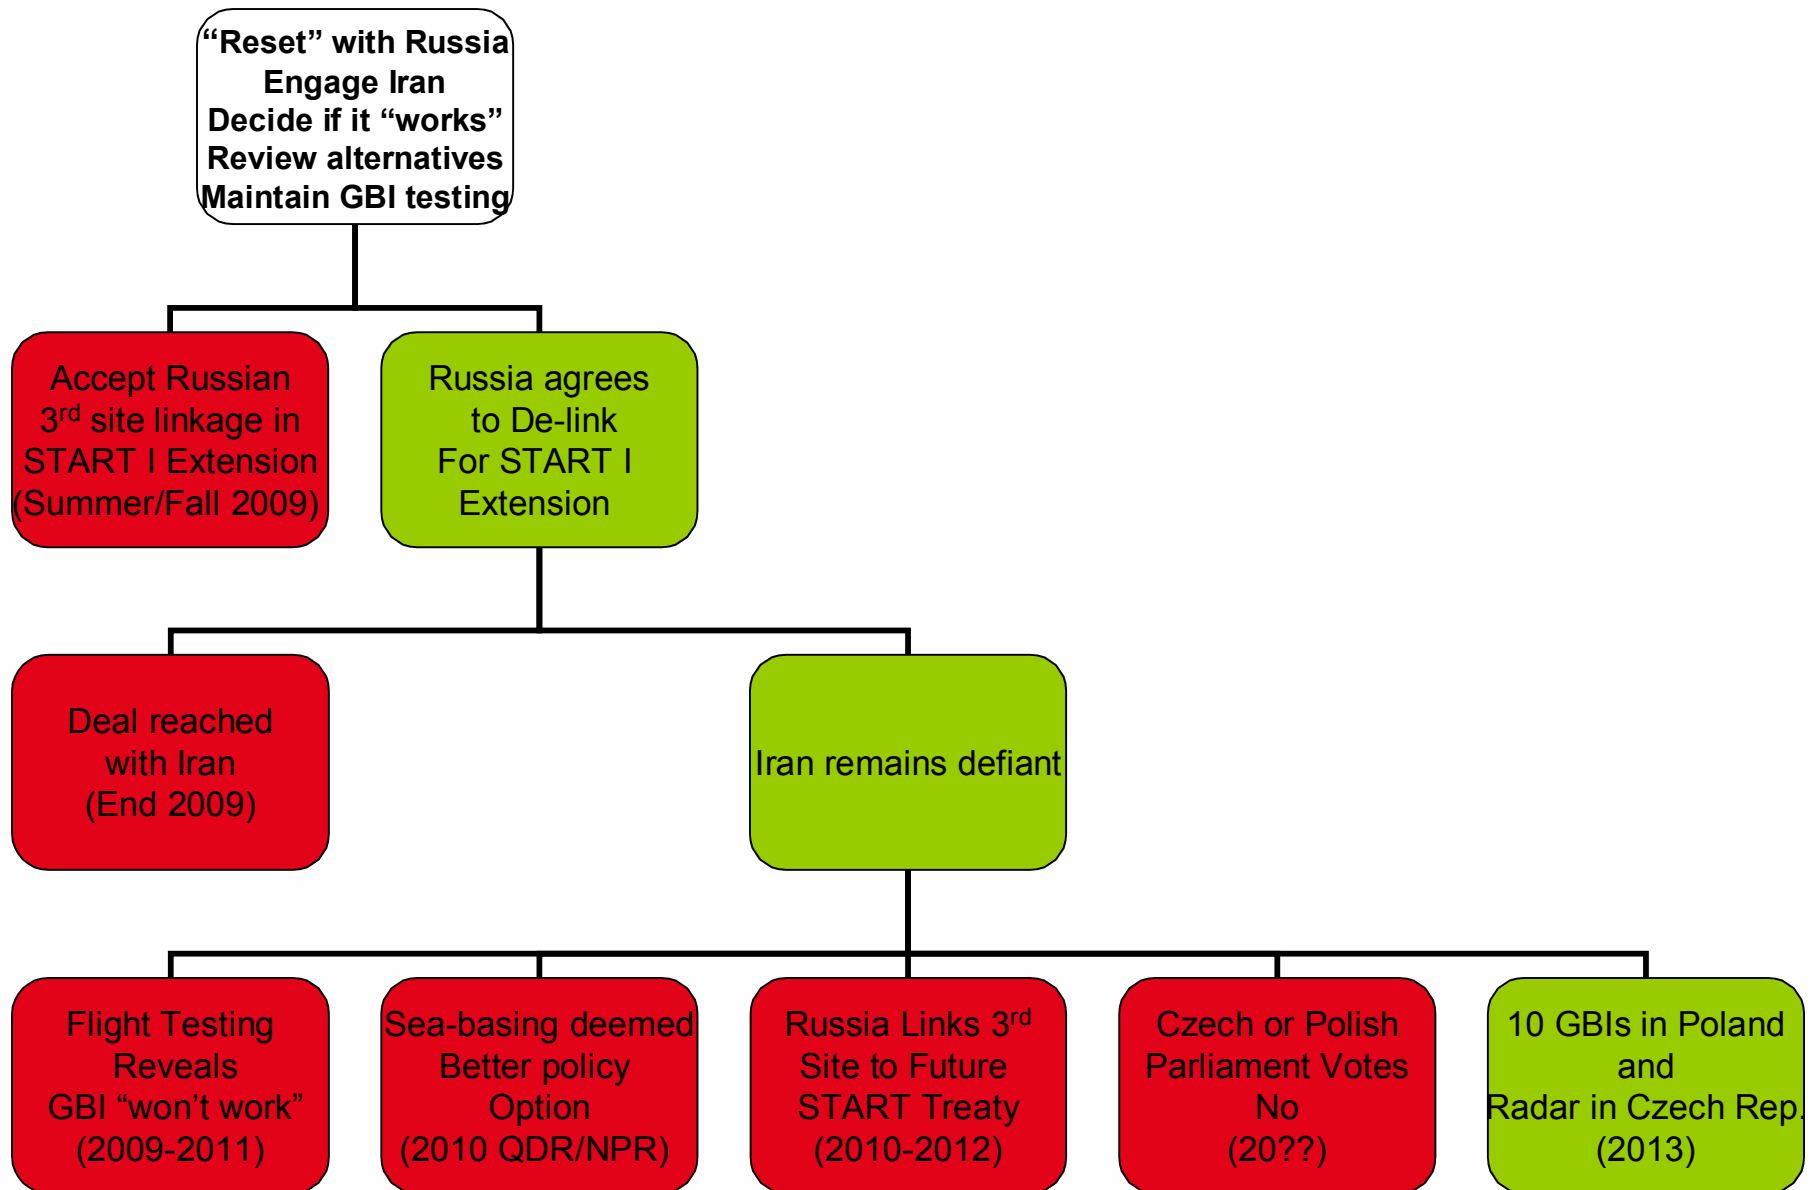 “Reset” with Russia
Engage Iran
Decide if it “works”
Review alternatives
Maintain GBI testing
Accept Russian
3rd site linkage in
START I Extension
(Summer/Fall 2009)
Russia agrees
to De-link
For START I
Extension
Deal reached
with Iran
(End 2009)
Iran remains defiant
Flight Testing
Reveals
GBI “won’t work”
(2009-2011)
Sea-basing deemed
Better policy
Option
(2010 QDR/NPR)
Russia Links 3rd
Site to Future
START Treaty
(2010-2012)
Czech or Polish
Parliament Votes
No
(20??)
10 GBIs in Poland
and
Radar in Czech Rep.
(2013)